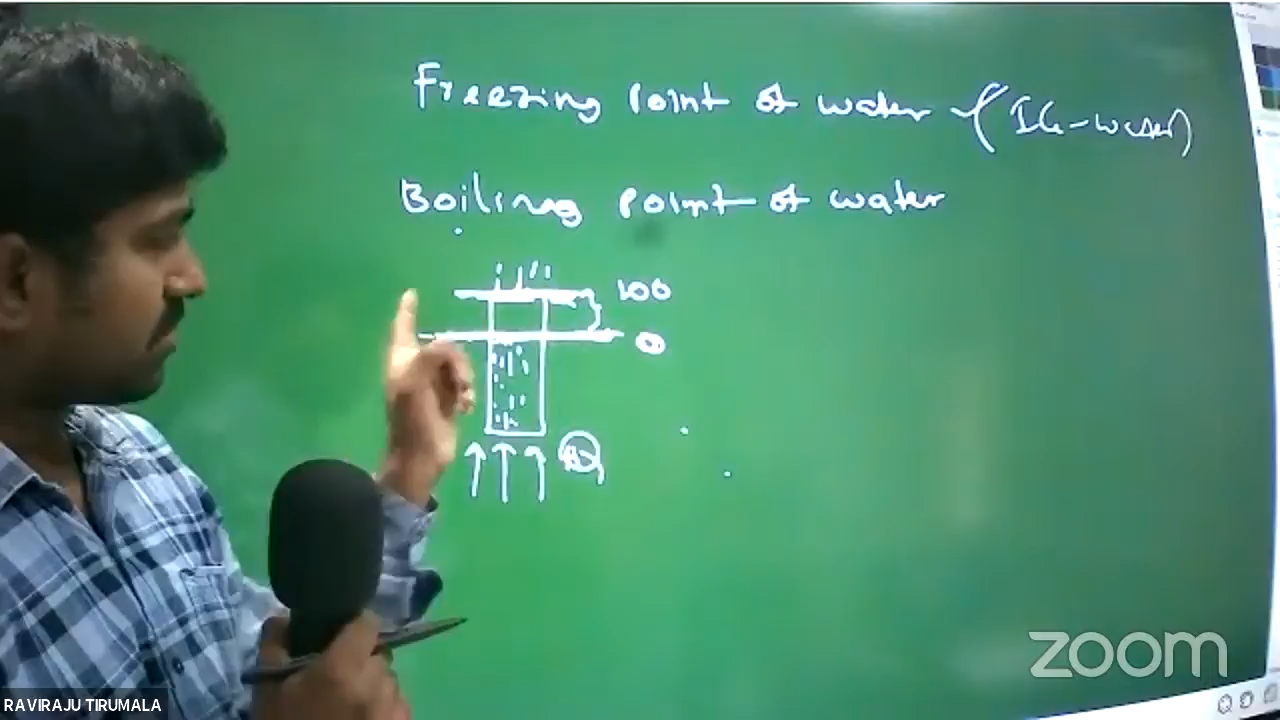 Freezing Point of water (Ice-water)
Boiling point of water
100
0
zoom
RAVIRAJU TIRUMALA